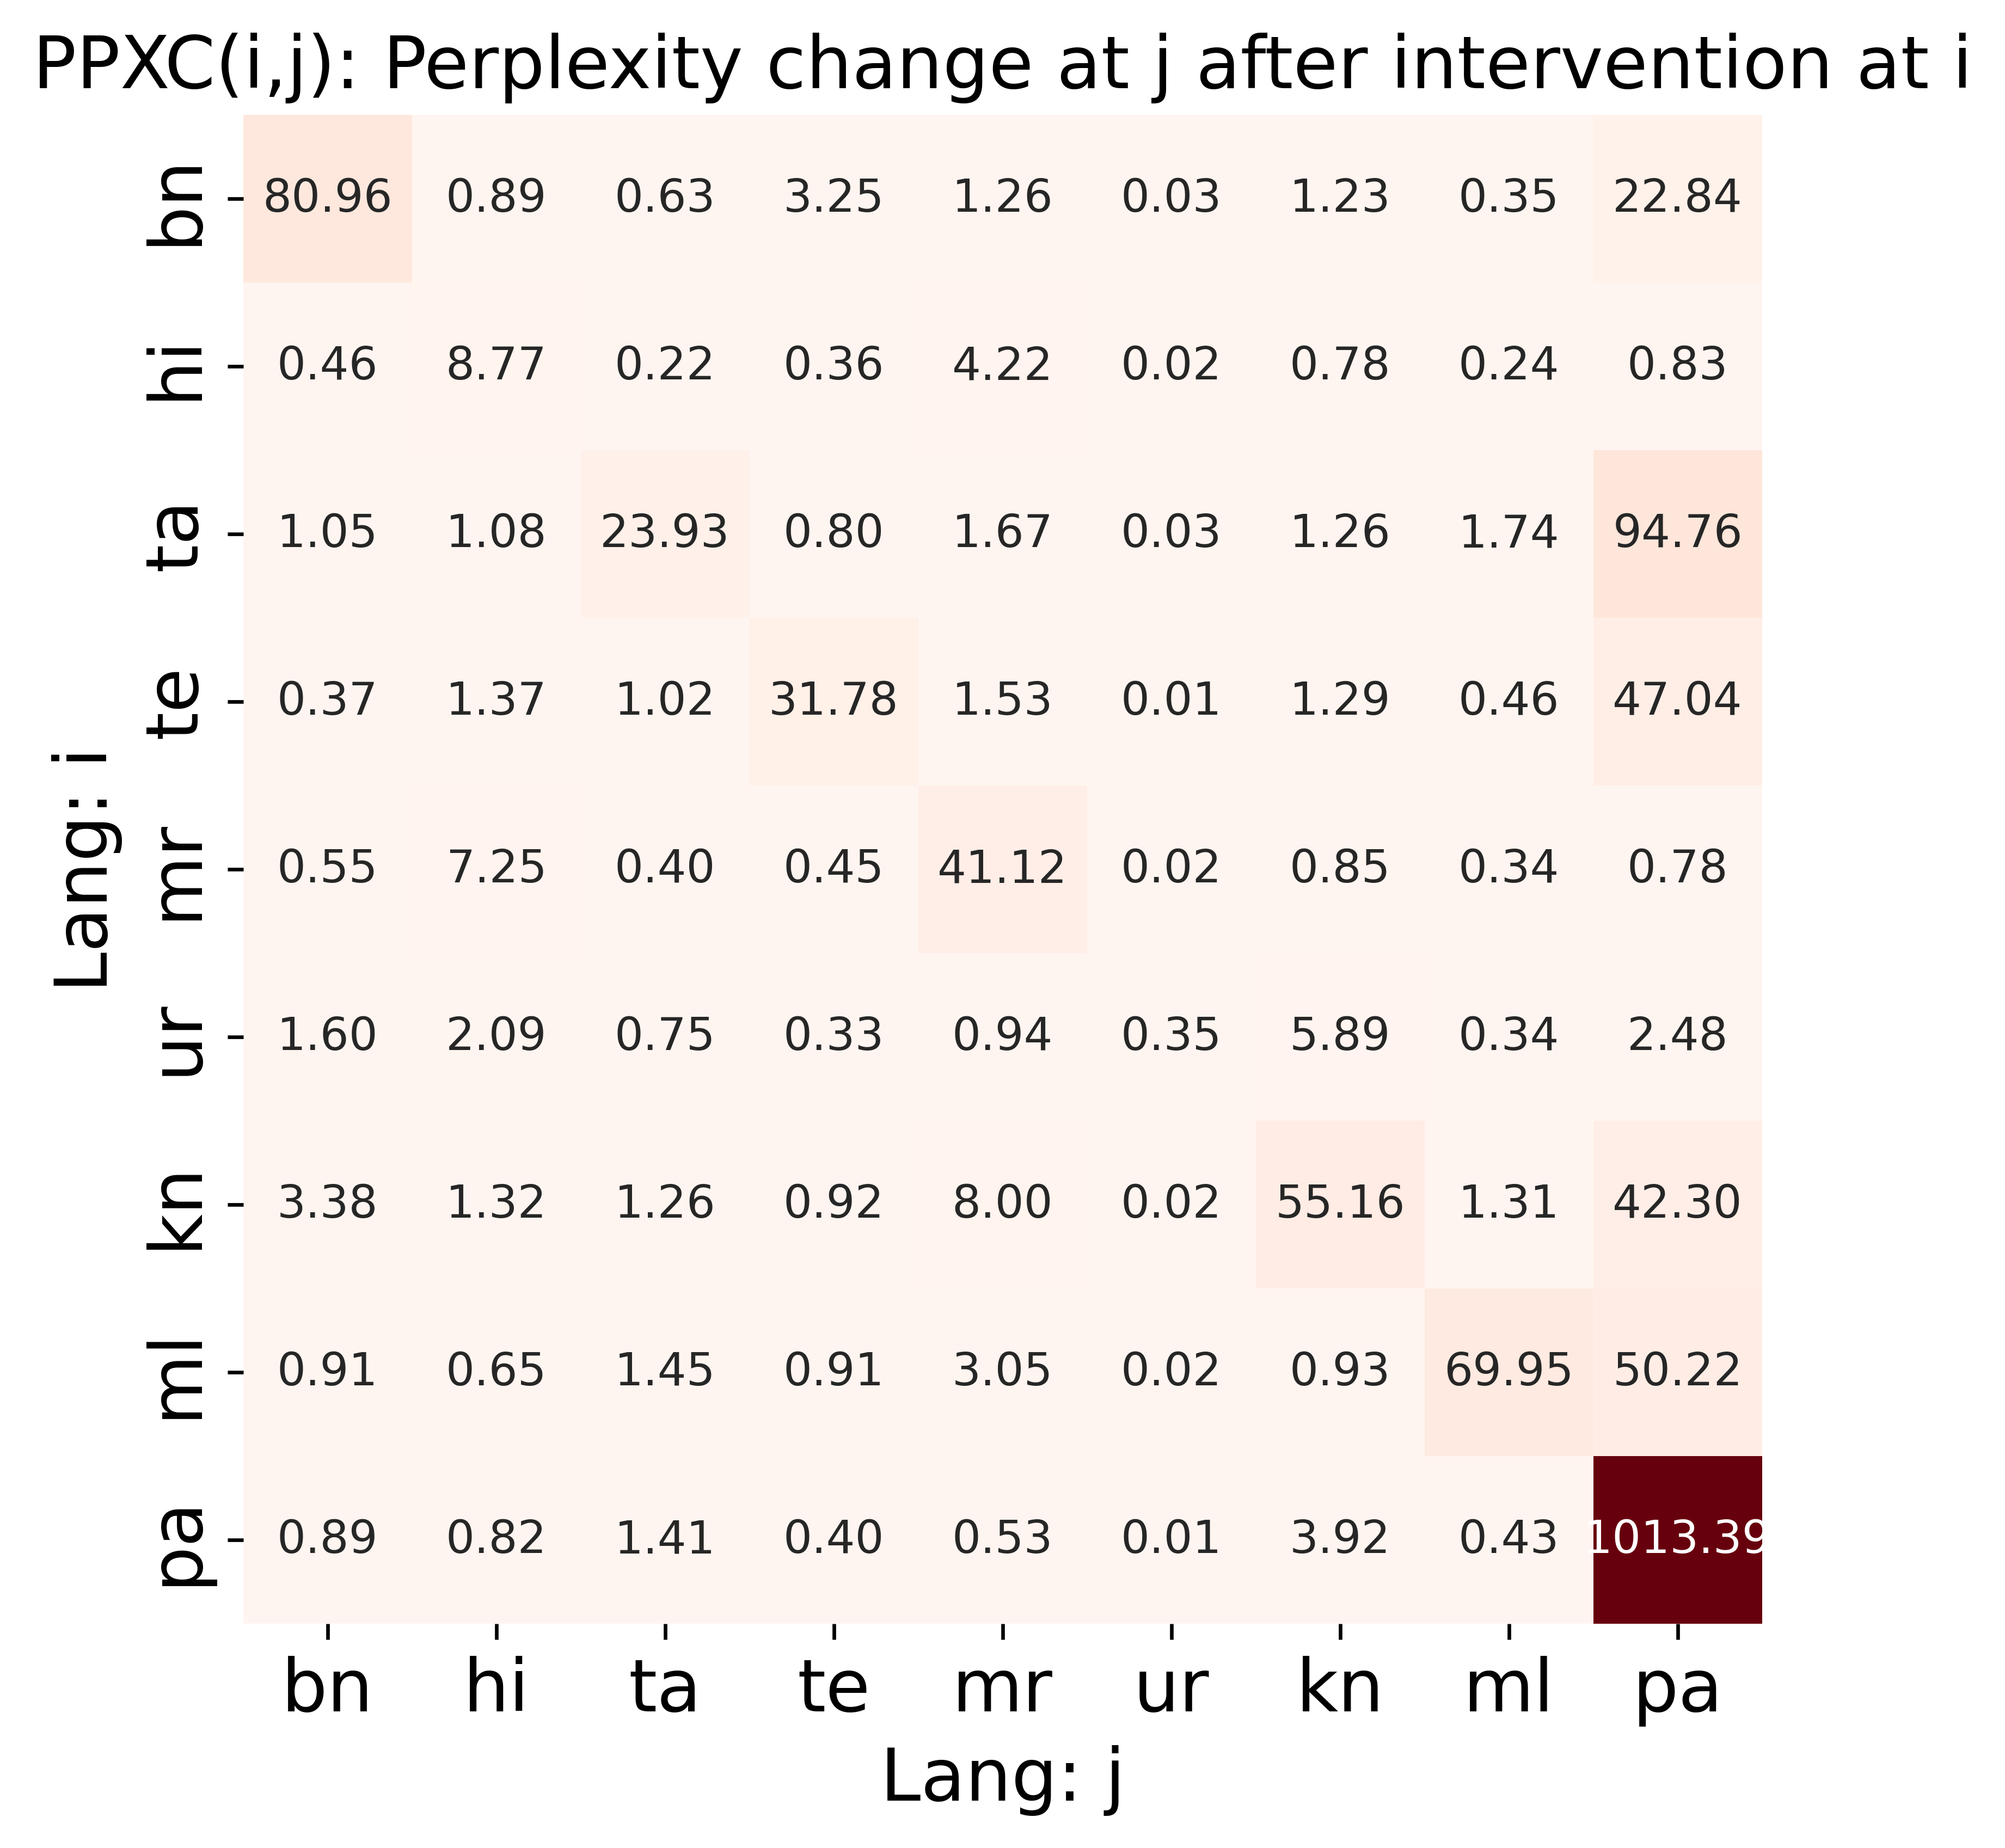 PPXC(i,j): Perplexity change at j after intervention at i
Lang: i
bn 80.96 0.89 0.63 3.25 1.26 0.03 1.23 0.35 22.84
hi 0.46 8.77 0.22 0.36 4.22 0.02 0.78 0.24 0.83
ta 1.05 1.08 23.93 0.80 1.67 0.03 1.26 1.74 94.76
te 0.37 1.37 1.02 31.78 1.53 0.01 1.29 0.46 47.04
mr 0.55 7.25 0.40 0.45 41.12 0.02 0.85 0.34 0.78
ur 1.60 2.09 0.75 0.33 0.94 0.35 5.89 0.34 2.48
kn 3.38 1.32 1.26 0.92 8.00 0.02 55.16 1.31 42.30
ml 0.91 0.65 1.45 0.91 3.05 0.02 0.93 69.95 50.22
pa 0.89 0.82 1.41 0.40 0.53 0.01 3.92 0.43 1013.39
bn hi ta te mr ur kn ml pa
Lang: j